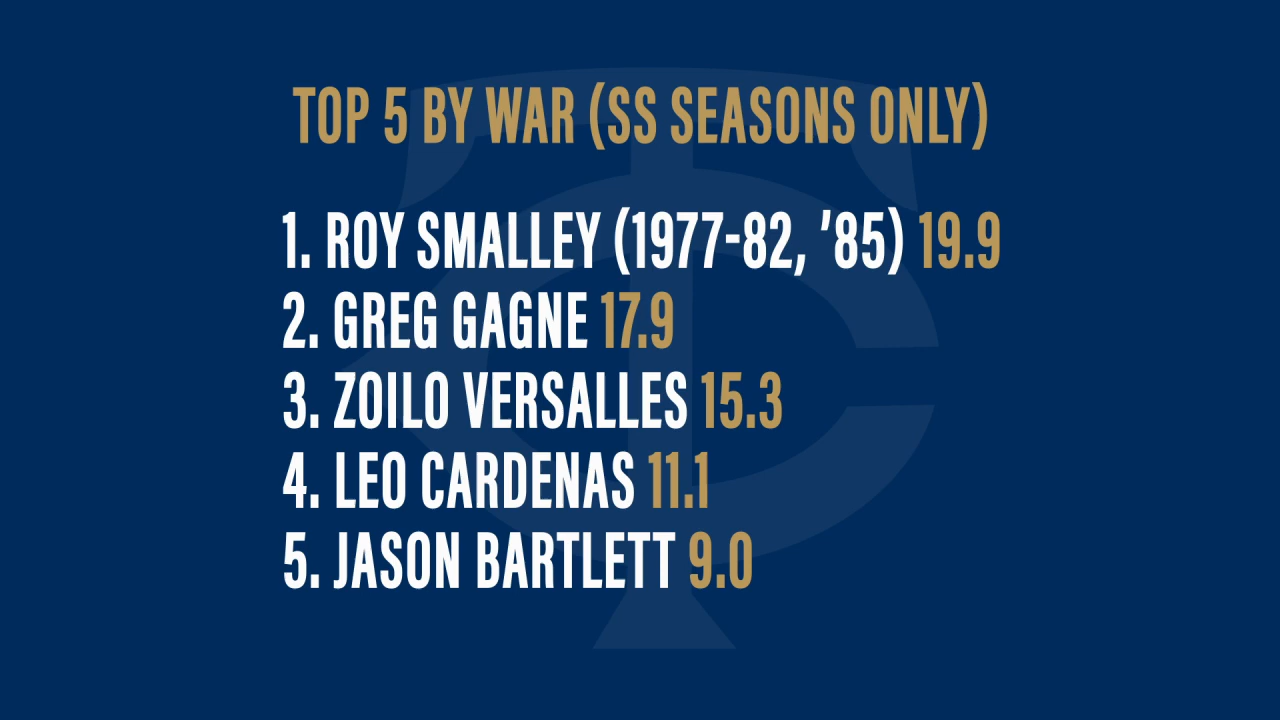 TOP 5 BY WAR (SS SEASONS ONLY)
1. ROY SMALLEY (1977-82, '85) 19.9
2. GREG GAGNE 17.9
3. ZOILO VERSALLES 15.3
4. LEO CARDENAS 11.1
5. JASON BARTLETT 9.0